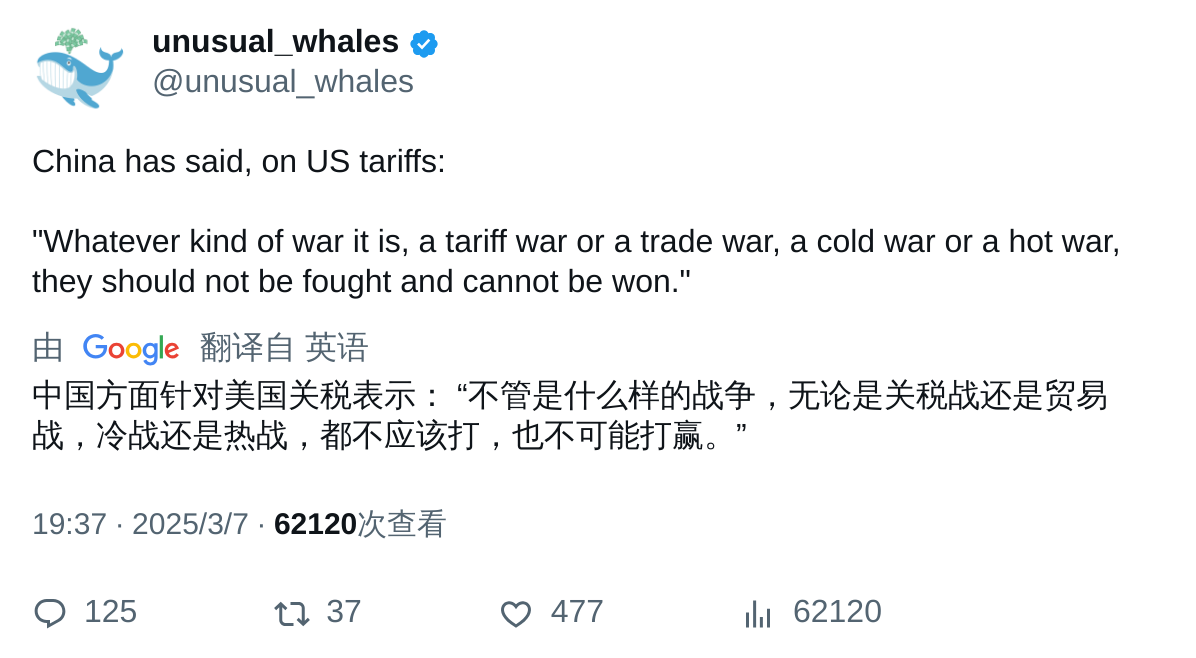 unusual_whales
@unusual_whales
China has said, on US tariffs:
"Whatever kind of war it is, a tariff war or a trade war, a cold war or a hot war,
they should not be fought and cannot be won."
由 Google 翻译自 英语
中国方面针对美国关税表示： “不管是什么样的战争，无论是关税战还是贸易
战，冷战还是热战，都不应该打，也不可能打赢。”
19:37 · 2025/3/7 · 62120次查看
125 37 477 62120